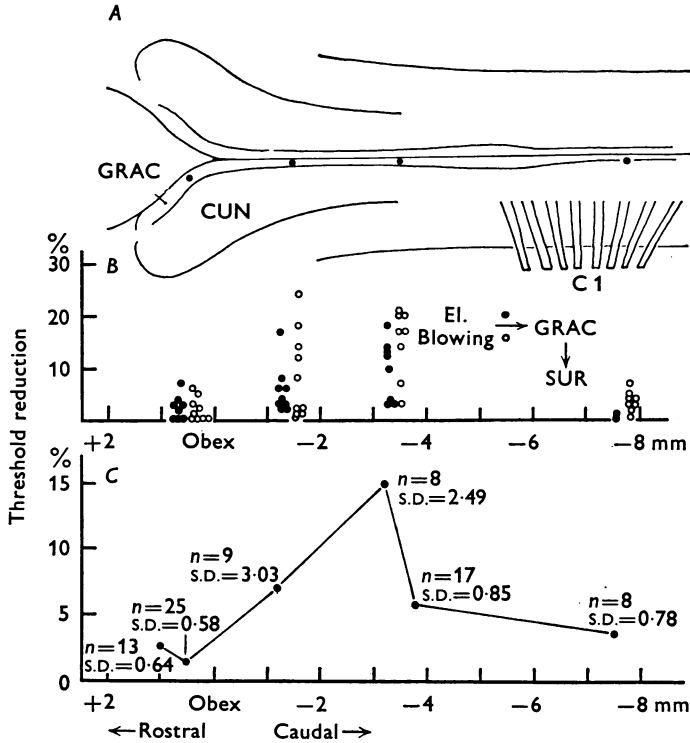 A
GRAC
CUN
C 1
%
B
30
20
10
El.
Blowing
GRAC
SUR
+2 Obex −2 −4 −6 −8 mm
Threshold reduction
%
C
15
10
5
0
n=13
S.D.=0·64
n=25
S.D.=0·58
n=9
S.D.=3·03
n=8
S.D.=2·49
n=17
S.D.=0·85
n=8
S.D.=0·78
+2 Obex −2 −4 −6 −8 mm
←Rostral Caudal→